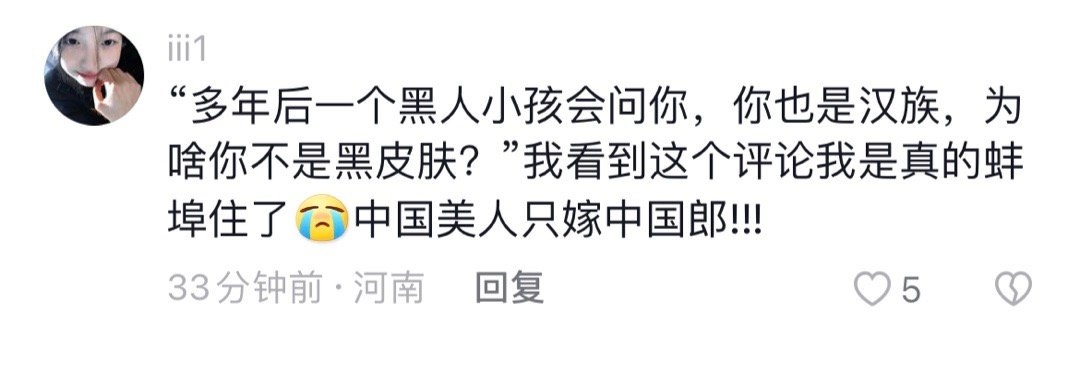 iii1
“多年后一个黑人小孩会问你，你也是汉族，为
啥你不是黑皮肤？”我看到这个评论我是真的蚌
埠住了😭中国美人只嫁中国郎!!!
33分钟前·河南 回复 5